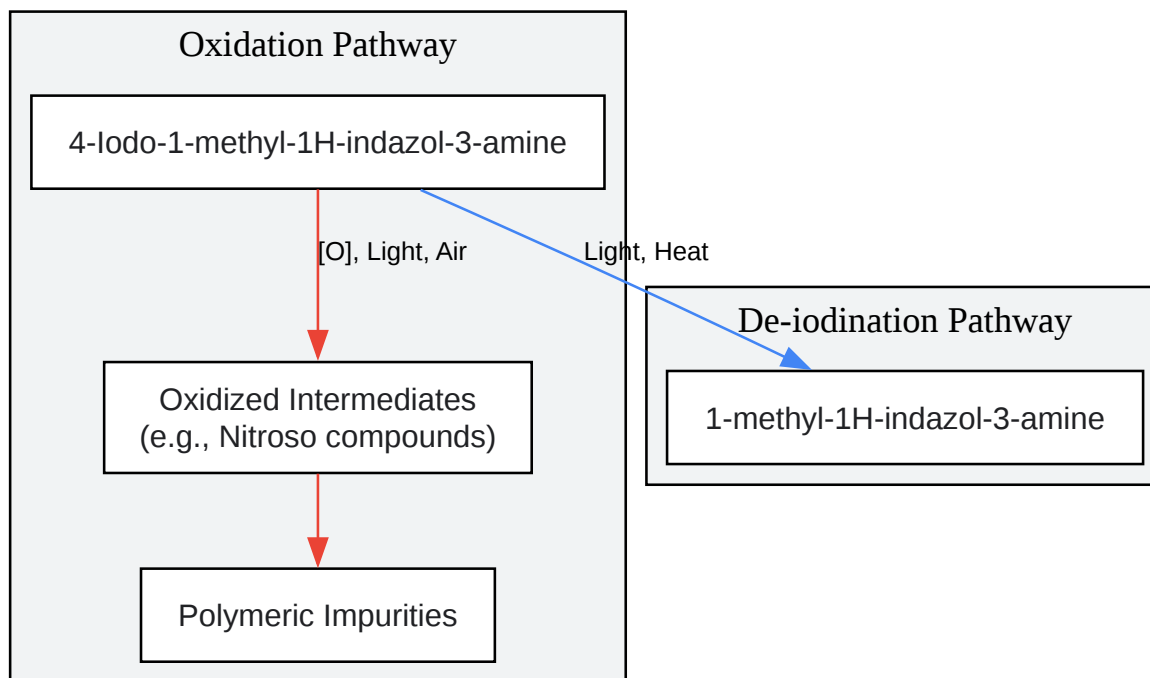 Oxidation Pathway
4-Iodo-1-methyl-1H-indazol-3-amine
[O], Light, Air
Light, Heat
De-iodination Pathway
Oxidized Intermediates
(e.g., Nitroso compounds)
1-methyl-1H-indazol-3-amine
Polymeric Impurities